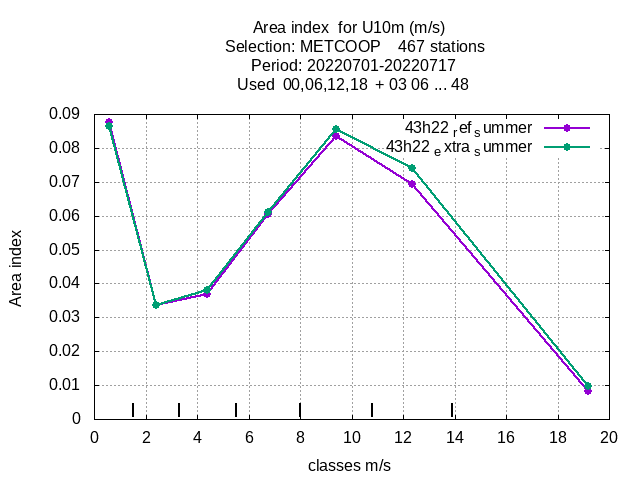 Area index for U10m (m/s)
Selection: METCOOP 467 stations
Period: 20220701-20220717
Used 00,06,12,18 + 03 06 ... 48
43h22 ref summer
43h22 extra summer
0.09
0.08
0.07
0.06
0.05
0.04
0.03
0.02
0.01
0
Area index
0 2 4 6 8 10 12 14 16 18 20
classes m/s